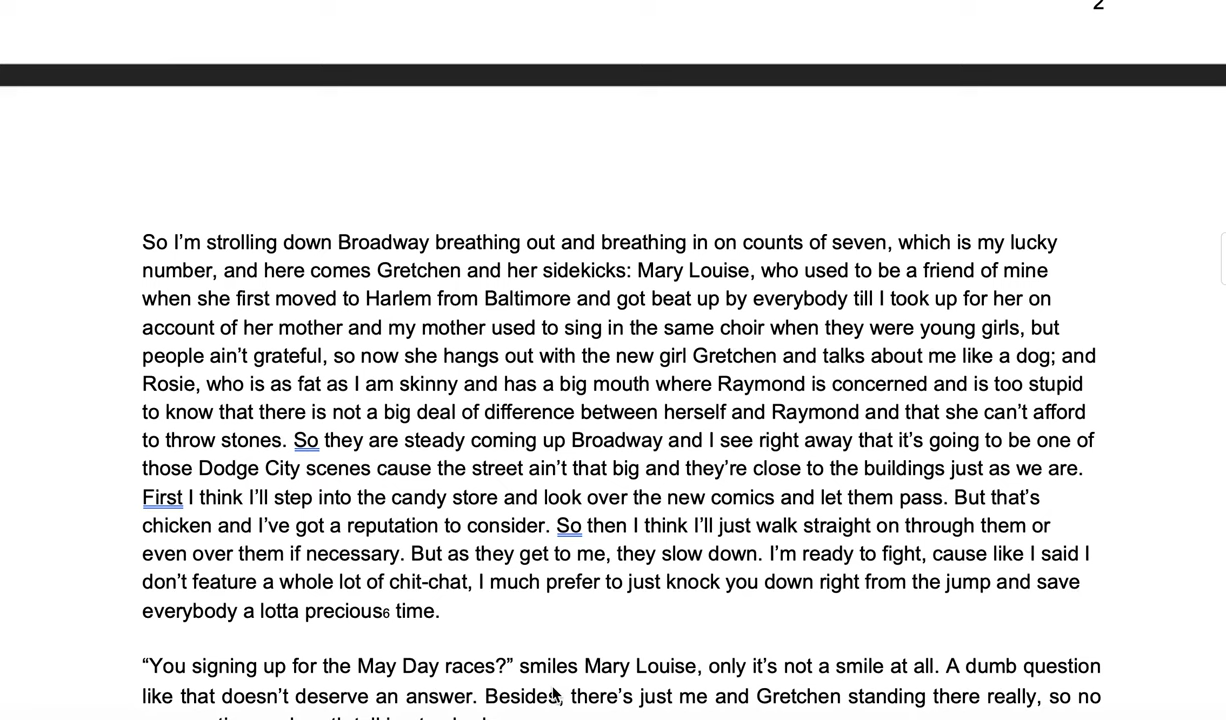 2
So I’m strolling down Broadway breathing out and breathing in on counts of seven, which is my lucky
number, and here comes Gretchen and her sidekicks: Mary Louise, who used to be a friend of mine
when she first moved to Harlem from Baltimore and got beat up by everybody till I took up for her on
account of her mother and my mother used to sing in the same choir when they were young girls, but
people ain’t grateful, so now she hangs out with the new girl Gretchen and talks about me like a dog; and
Rosie, who is as fat as I am skinny and has a big mouth where Raymond is concerned and is too stupid
to know that there is not a big deal of difference between herself and Raymond and that she can’t afford
to throw stones. So they are steady coming up Broadway and I see right away that it’s going to be one of
those Dodge City scenes cause the street ain’t that big and they’re close to the buildings just as we are.
First I think I’ll step into the candy store and look over the new comics and let them pass. But that’s
chicken and I’ve got a reputation to consider. So then I think I’ll just walk straight on through them or
even over them if necessary. But as they get to me, they slow down. I’m ready to fight, cause like I said I
don’t feature a whole lot of chit-chat, I much prefer to just knock you down right from the jump and save
everybody a lotta precious6 time.
“You signing up for the May Day races?” smiles Mary Louise, only it’s not a smile at all. A dumb question
like that doesn’t deserve an answer. Besides, there’s just me and Gretchen standing there really, so no